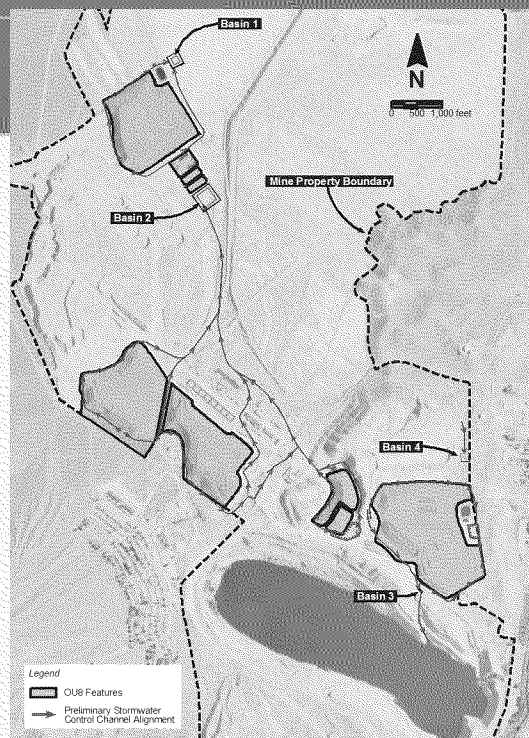 Basin 1
N
0 500 1,000 feet
Mine Property Boundary
Basin 2
Basin 4
Basin 3
Legend
OU8 Features
Preliminary Stormwater
Control Channel Alignment